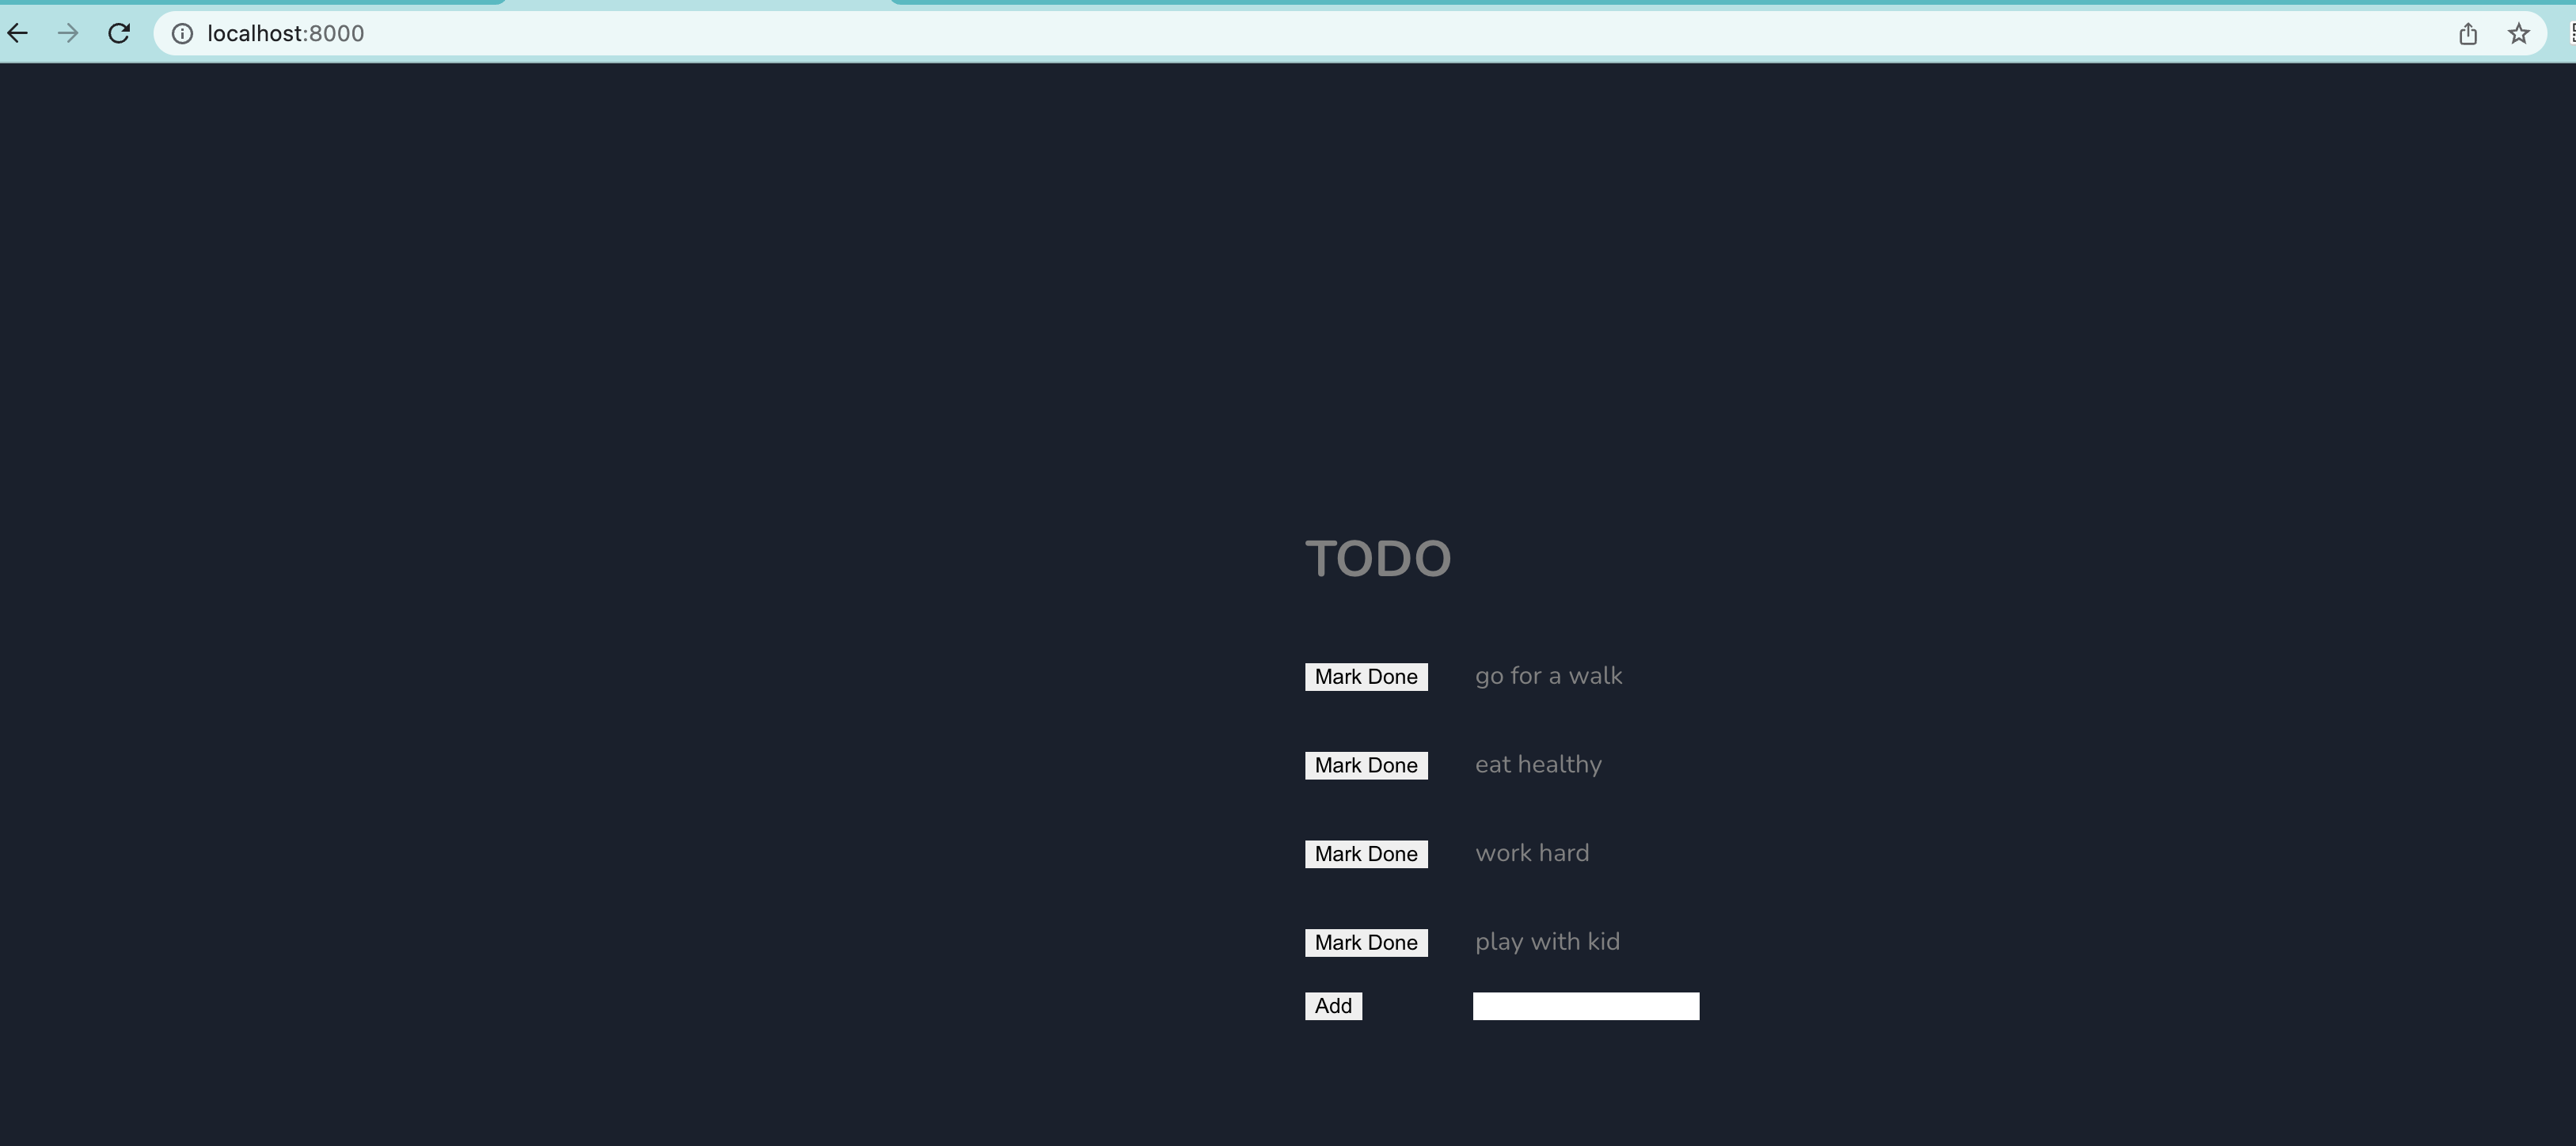 localhost:8000
TODO
Mark Done go for a walk
Mark Done eat healthy
Mark Done work hard
Mark Done play with kid
Add